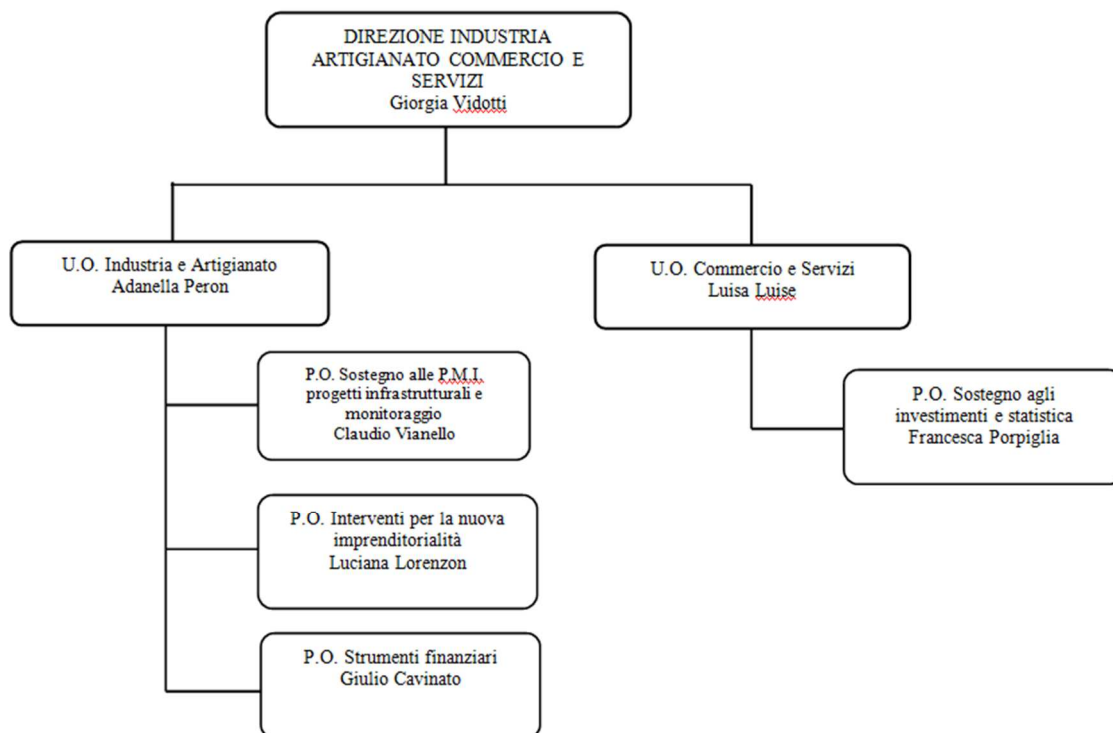 DIREZIONE INDUSTRIA
ARTIGIANATO COMMERCIO E
SERVIZI
Giorgia Vidotti
U.O. Industria e Artigianato
Adanella Peron
U.O. Commercio e Servizi
Luisa Luise
P.O. Sostegno alle P.M.I.
progetti infrastrutturali e
monitoraggio
Claudio Vianello
P.O. Sostegno agli
investimenti e statistica
Francesca Porpiglia
P.O. Interventi per la nuova
imprenditorialità
Luciana Lorenzon
P.O. Strumenti finanziari
Giulio Cavinato